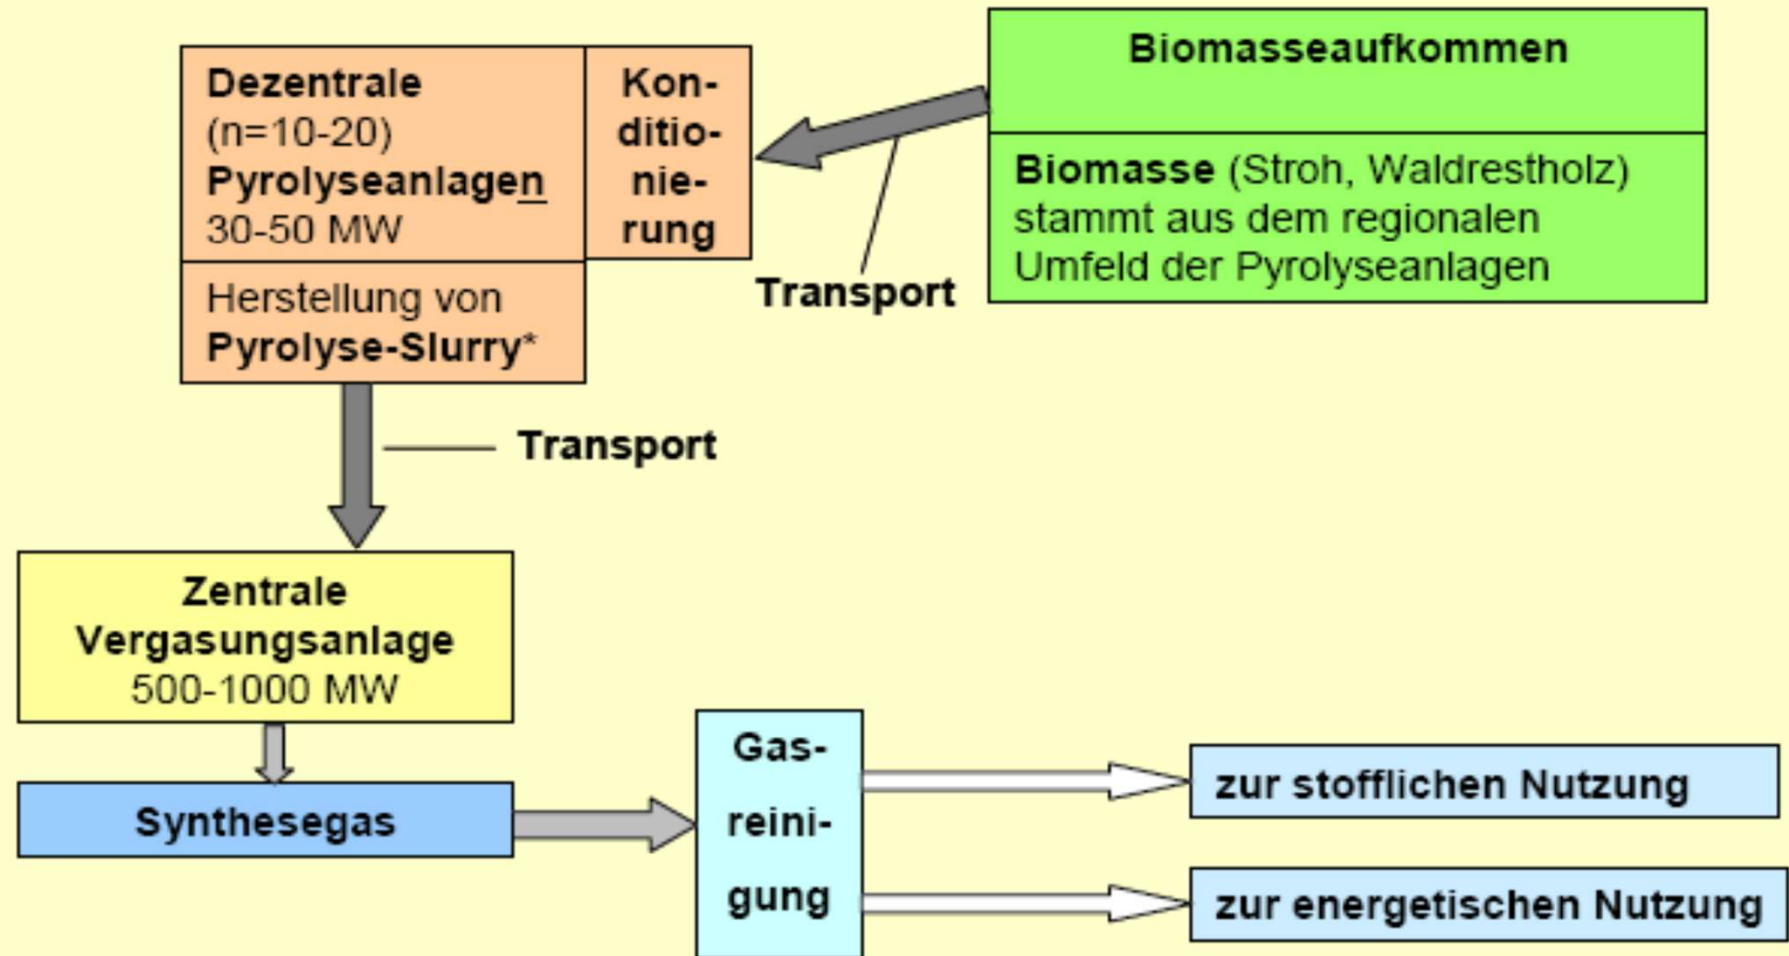 Biomasseaufkommen
Biomasse (Stroh, Waldrestholz)
stammt aus dem regionalen
Umfeld der Pyrolyseanlagen
Transport
Kon-
ditio-
nie-
rung
Dezentrale
(n=10-20)
Pyrolyseanlagen
30-50 MW
Herstellung von
Pyrolyse-Slurry*
Transport
Zentrale
Vergasungsanlage
500-1000 MW
Synthesegas
Gas-
reini-
gung
zur stofflichen Nutzung
zur energetischen Nutzung